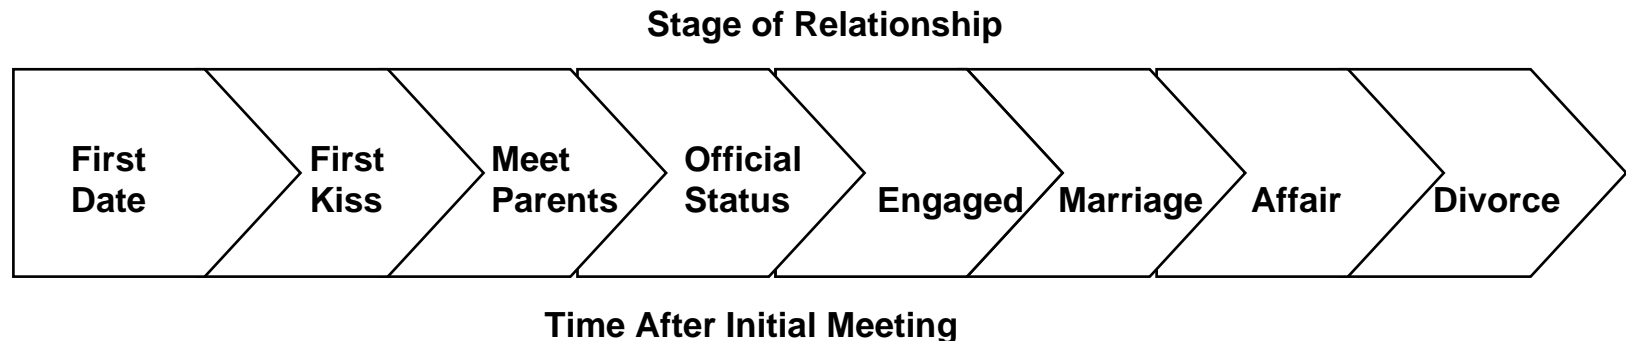 Stage of Relationship
First
Date
First
Kiss
Meet
Parents
Official
Status
Engaged
Marriage
Affair
Divorce
Time After Initial Meeting